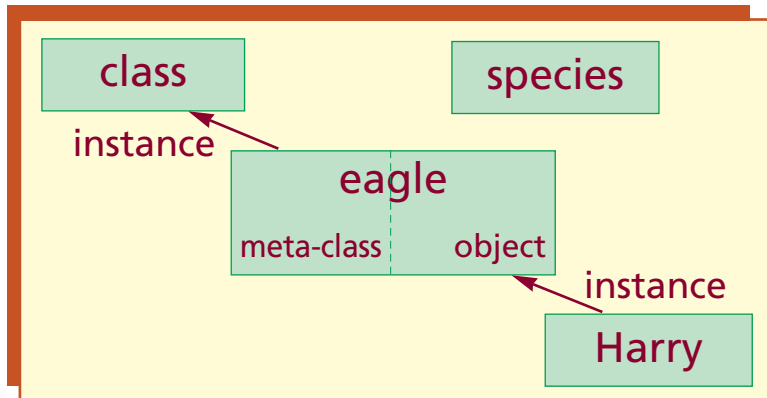 class
species
instance
eagle
meta-class
object
instance
Harry